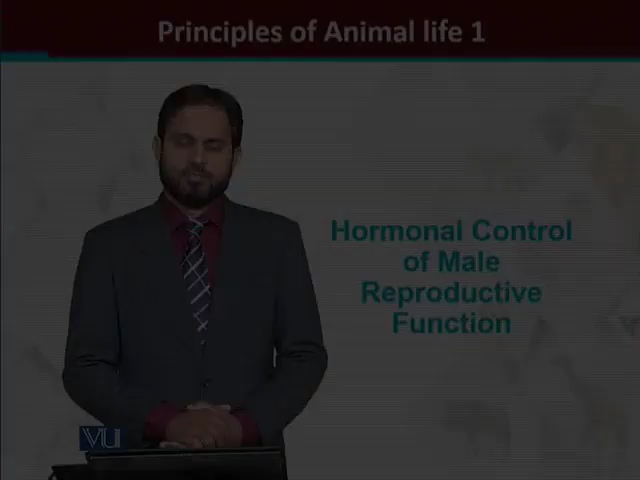 Principles of Animal life 1
Hormonal Control
of Male
Reproductive
Function
VU